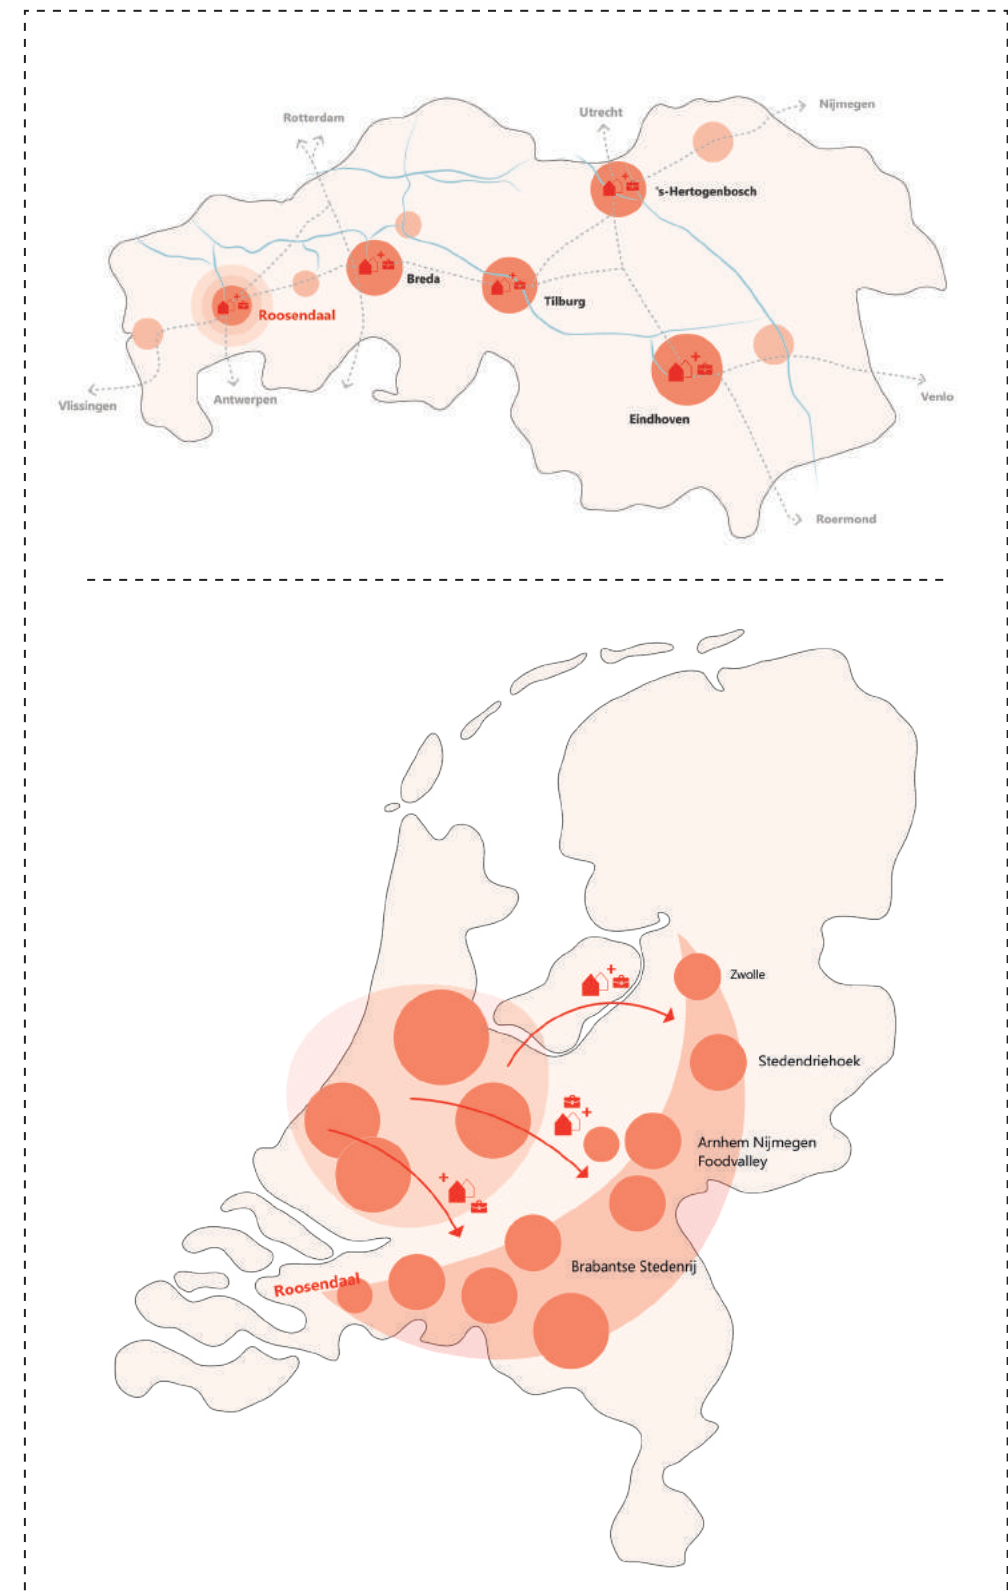 Nijmegen
Utrecht
Rotterdam
's-Hertogenbosch
Breda
Tilburg
Roosendaal
Venlo
Antwerpen
Vlissingen
Eindhoven
Roermond
Zwolle
Stedendriehoek
Arnhem Nijmegen
Foodvalley
Brabantse Stedenrij
Roosendaal